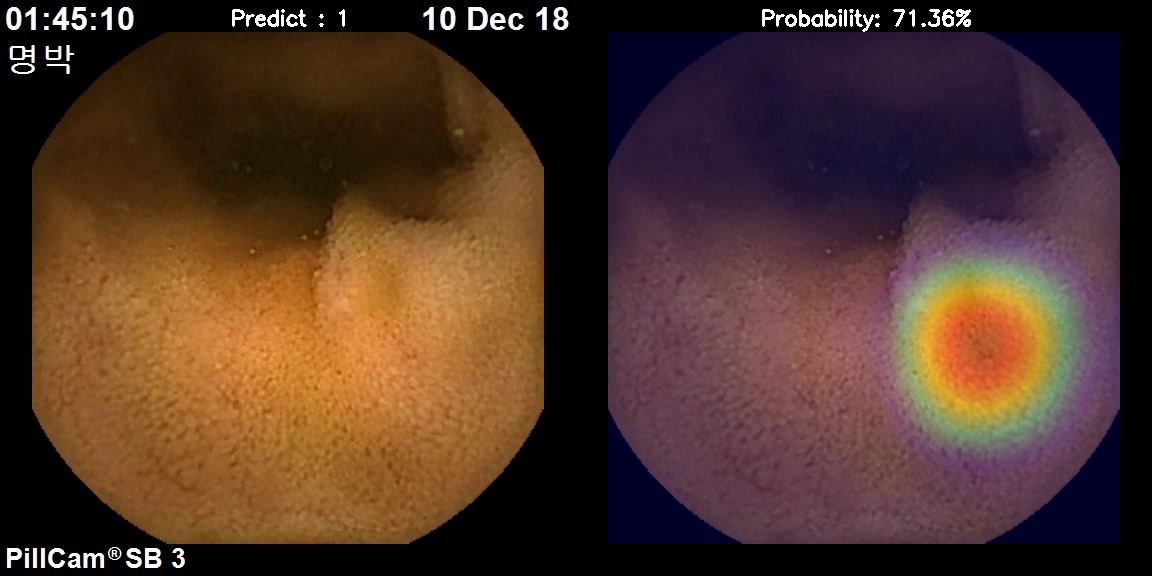 01:45:10
Predict : 1
10 Dec 18
Probability: 71.36%
명박
PillCam® SB 3